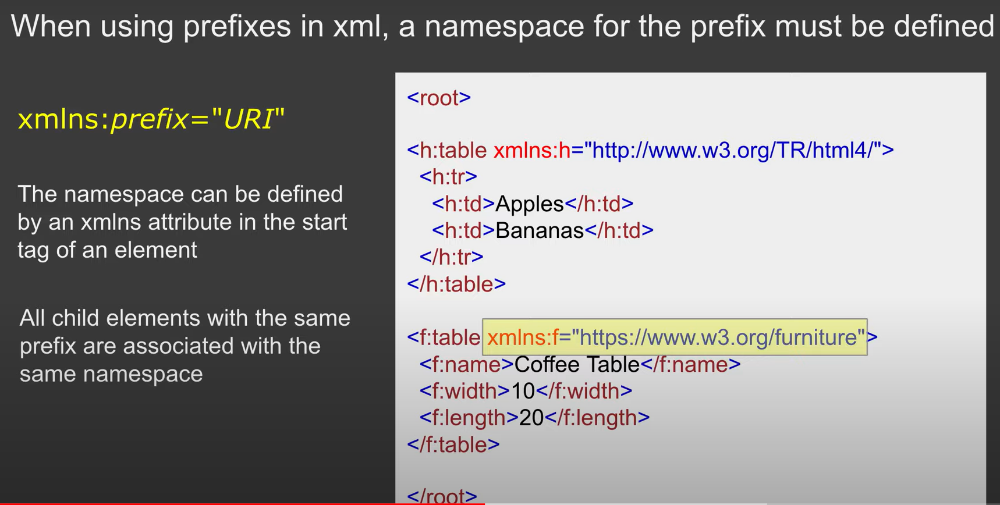 When using prefixes in xml, a namespace for the prefix must be defined
xmlns:prefix="URI"
The namespace can be defined
by an xmlns attribute in the start
tag of an element
All child elements with the same
prefix are associated with the
same namespace
<root>
<h:table xmlns:h="http://www.w3.org/TR/html4/">
<h:tr>
<h:td>Apples</h:td>
<h:td>Bananas</h:td>
</h:tr>
</h:table>
<f:table xmlns:f="https://www.w3.org/furniture">
<f:name>Coffee Table</f:name>
<f:width>10</f:width>
<f:length>20</f:length>
</f:table>
</root>